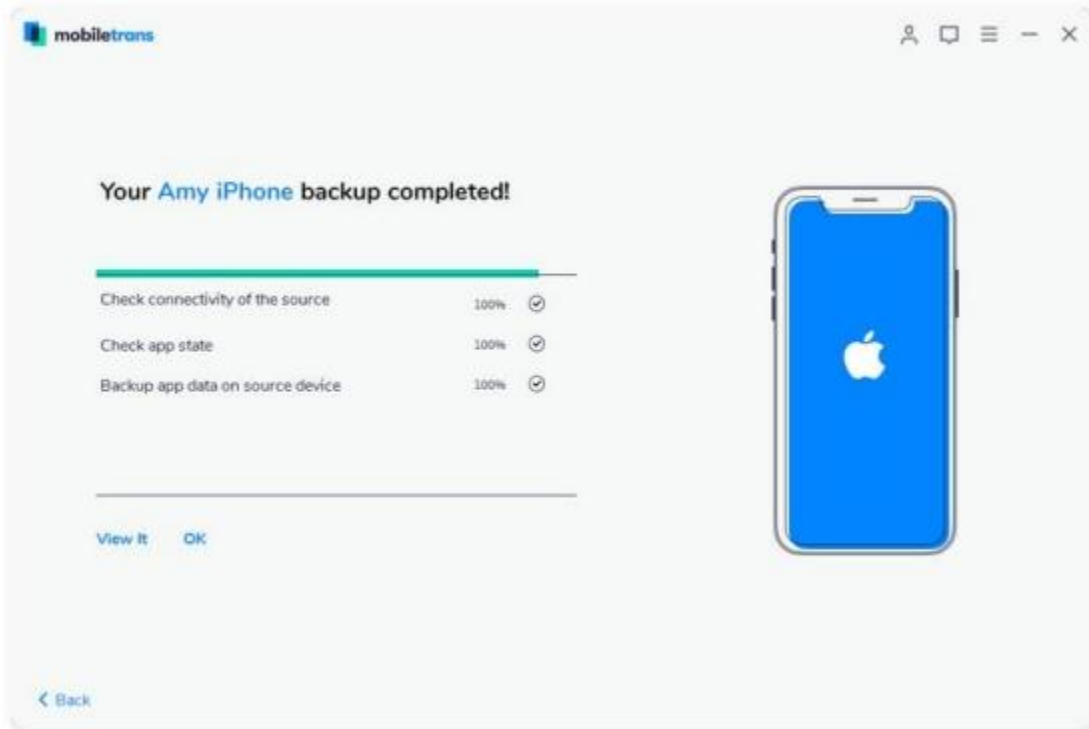 mobiletrans
Your Amy iPhone backup completed!
Check connectivity of the source 100%
Check app state 100%
Backup app data on source device 100%
View It OK
Back